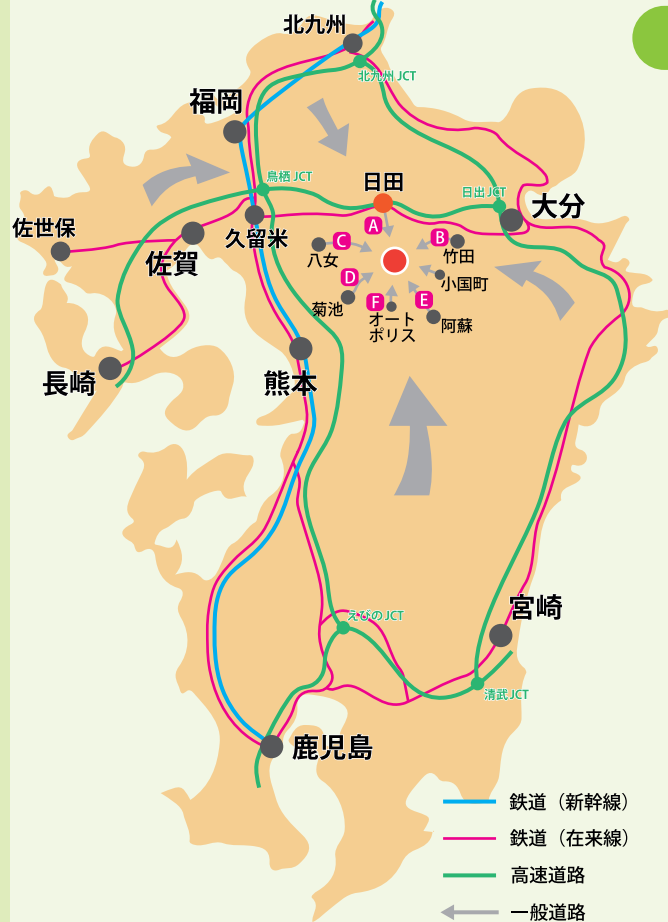 北九州
北九州 JCT
福岡
鳥栖 JCT
日田
日出 JCT
大分
佐世保
佐賀
久留米
A
B
C
八女
竹田
D
小国町
菊池
F
E
オート
ポリス
阿蘇
長崎
熊本
えびの JCT
宮崎
清武 JCT
鹿児島
鉄道（新幹線）
鉄道（在来線）
高速道路
一般道路